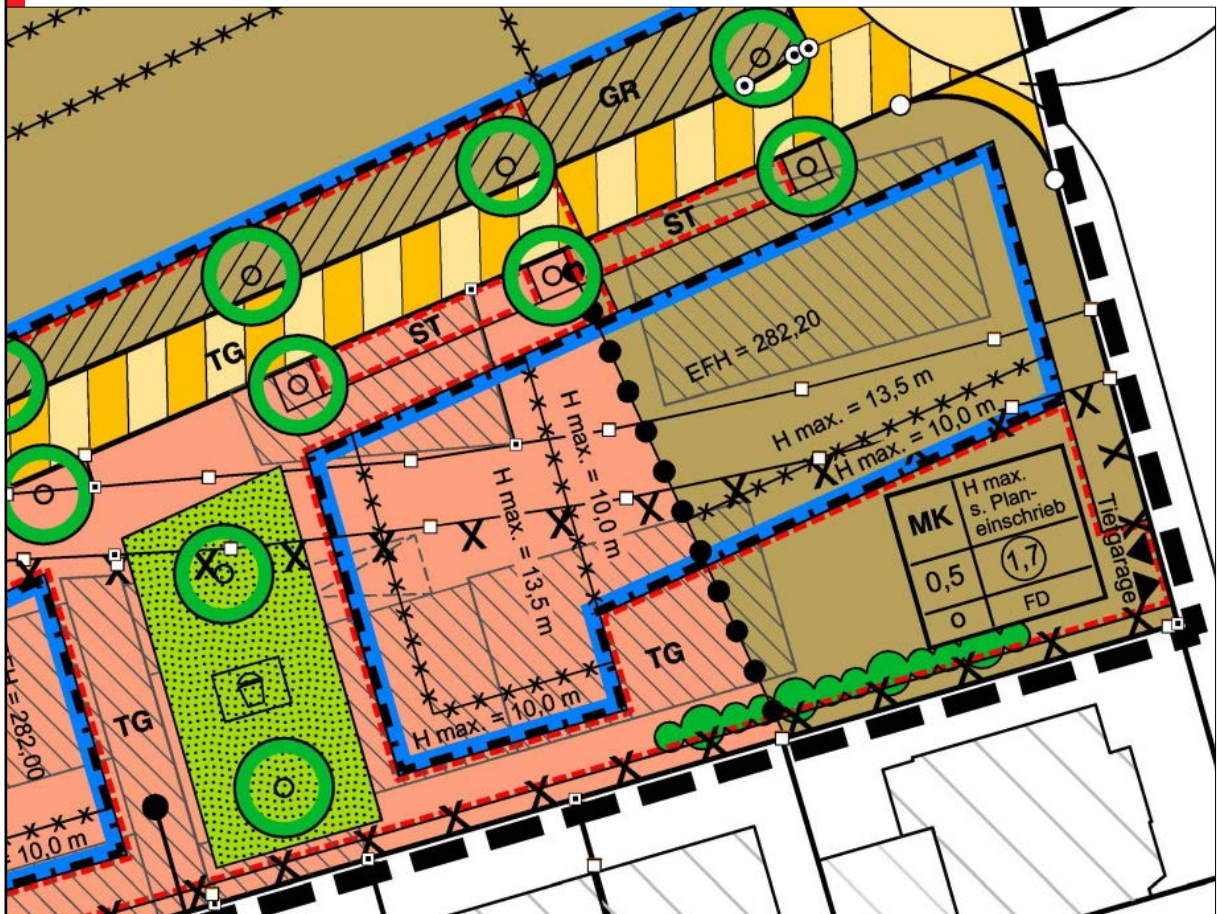 GR
ST
TG
ST
EFH = 282,20
H max. = 13,5 m
H max. = 10,0 m
H max. = 10,0 m
H max. = 13,5 m
MK
H max.
s. Plan-
einschrieb
0,5
1,7
o
FD
Tiefgarage
TG
TG
H max. = 10,0 m
H = 282,00
= 10,0 m